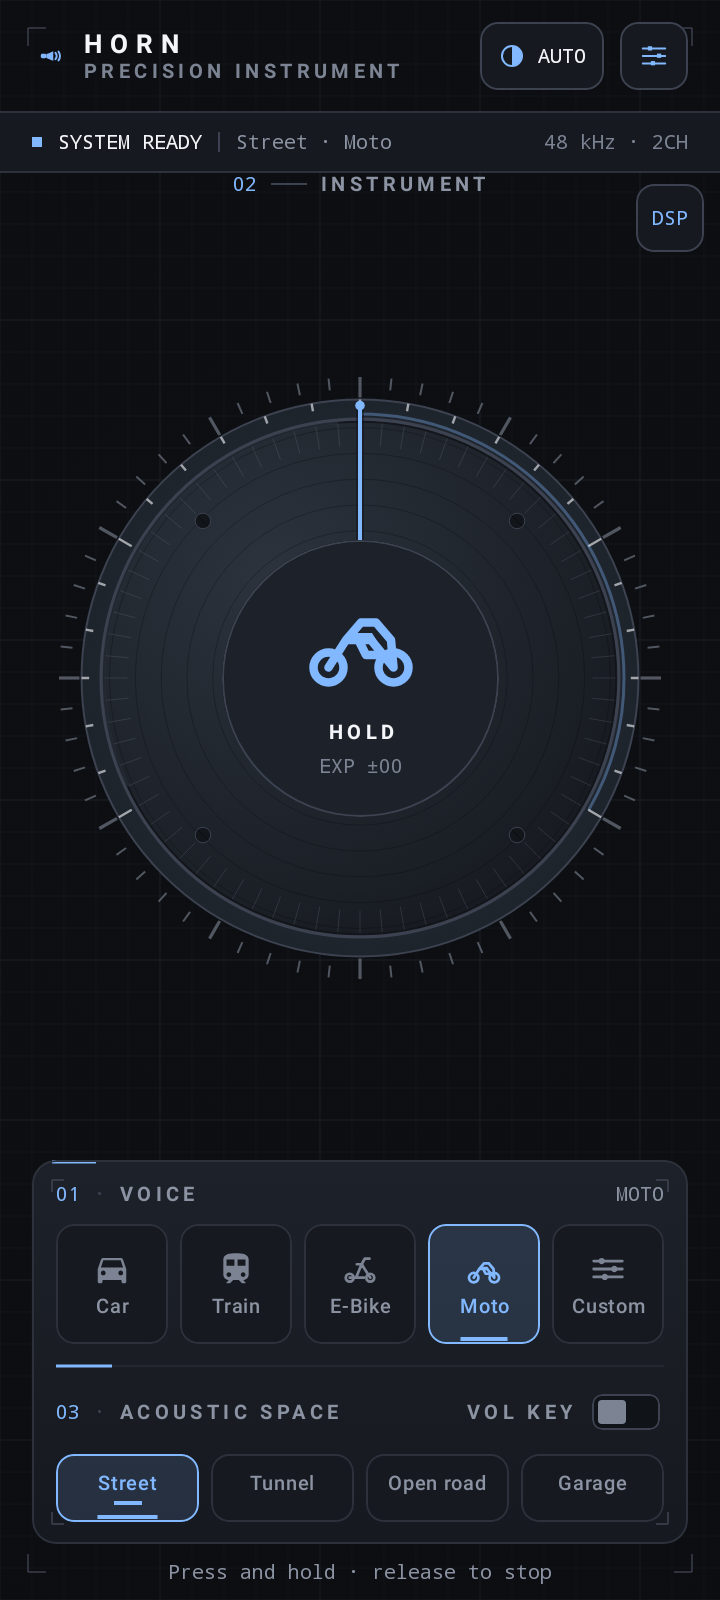 HORN
PRECISION INSTRUMENT
AUTO
SYSTEM READY
Street · Moto
48 kHz · 2CH
02 — INSTRUMENT
DSP
HOLD
EXP ±00
01 · VOICE
MOTO
Car
Train
E-Bike
Moto
Custom
03 · ACOUSTIC SPACE
VOL KEY
Street
Tunnel
Open road
Garage
Press and hold · release to stop